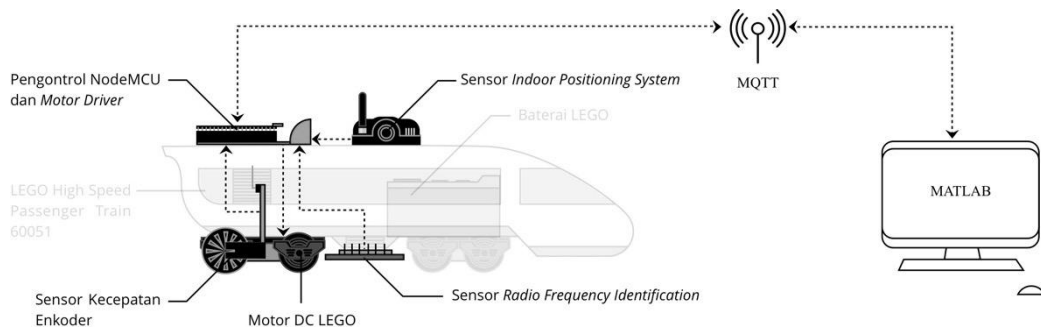 Pengontrol NodeMCU
dan Motor Driver
Sensor Indoor Positioning System
MQTT
Baterai LEGO
LEGO High Speed
Passenger Train
60051
MATLAB
Sensor Kecepatan
Enkoder
Motor DC LEGO
Sensor Radio Frequency Identification